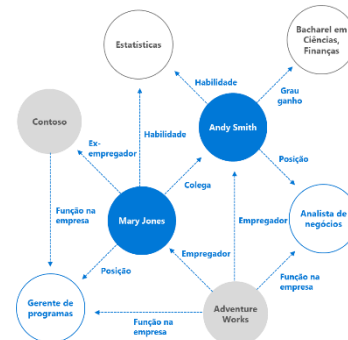 Bacharel em
Ciências,
Finanças
Estatísticas
Habilidade
Grau
ganho
Contoso
Andy Smith
Ex-
empregador
Habilidade
Posição
Colega
Função na
empresa
Mary Jones
Empregador
Analista de
negócios
Posição
Empregador
Função na
empresa
Gerente de
programas
Adventure
Works
Função na
empresa